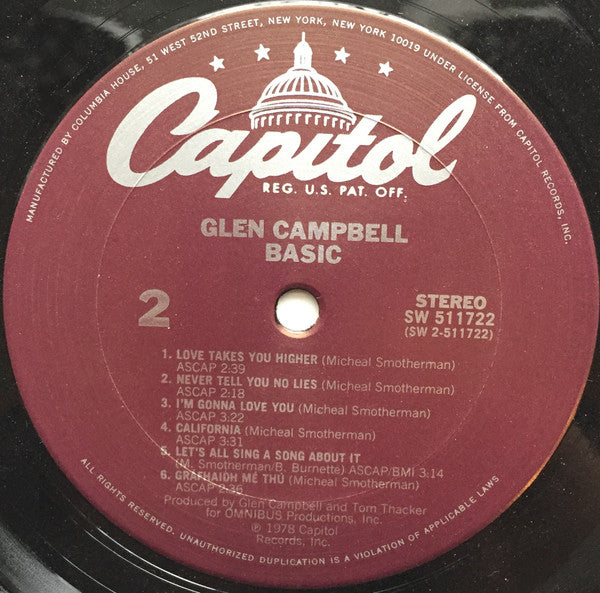 MANUFACTURED BY COLUMBIA HOUSE, 51 WEST 52ND STREET, NEW YORK, NEW YORK 10019 UNDER LICENSE FROM CAPITOL RECORDS, INC.
Capitol
REG. U.S. PAT. OFF.
GLEN CAMPBELL
BASIC
2
STEREO
SW 511722
(SW 2-511722)
1. LOVE TAKES YOU HIGHER (Micheal Smotherman)
ASCAP 2:39
2. NEVER TELL YOU NO LIES (Micheal Smotherman)
ASCAP 2:18
3. I'M GONNA LOVE YOU (Micheal Smotherman)
ASCAP 3:22
4. CALIFORNIA (Micheal Smotherman)
ASCAP 3:31
5. LET'S ALL SING A SONG ABOUT IT
(M. Smotherman/B. Burnette) ASCAP/BMI 3:14
6. GRAFHAIDH MÉ THÚ (Micheal Smotherman)
ASCAP 2:36
Produced by Glen Campbell and Tom Thacker
for OMNIBUS Productions, Inc.
℗ 1978 Capitol
Records, Inc.
ALL RIGHTS RESERVED. UNAUTHORIZED DUPLICATION IS A VIOLATION OF APPLICABLE LAWS